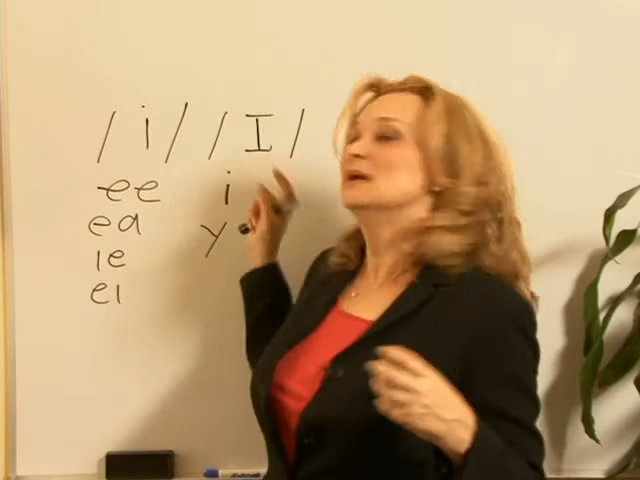 /i/ /I/
ee i
ea y
ie
ei